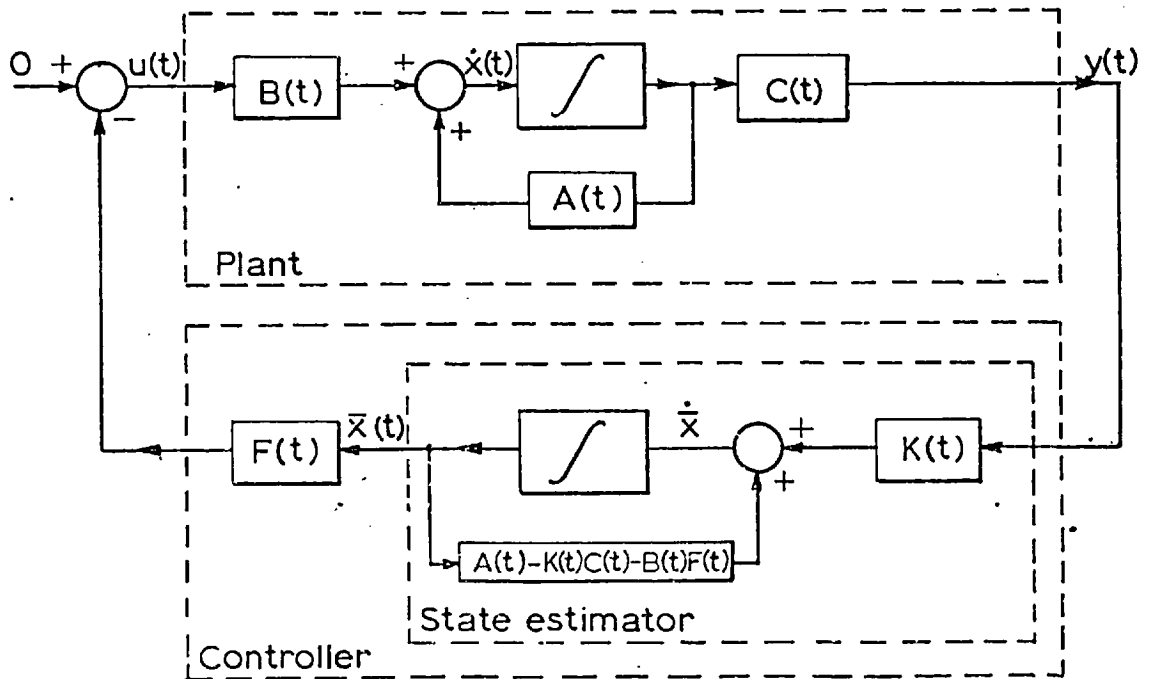 0 + u(t) B(t) + ẋ(t) ∫ C(t) y(t)
−
+
A(t)
Plant
F(t) x̄(t) ∫ ẋ̄ + K(t)
+
A(t)−K(t)C(t)−B(t)F(t)
State estimator
Controller